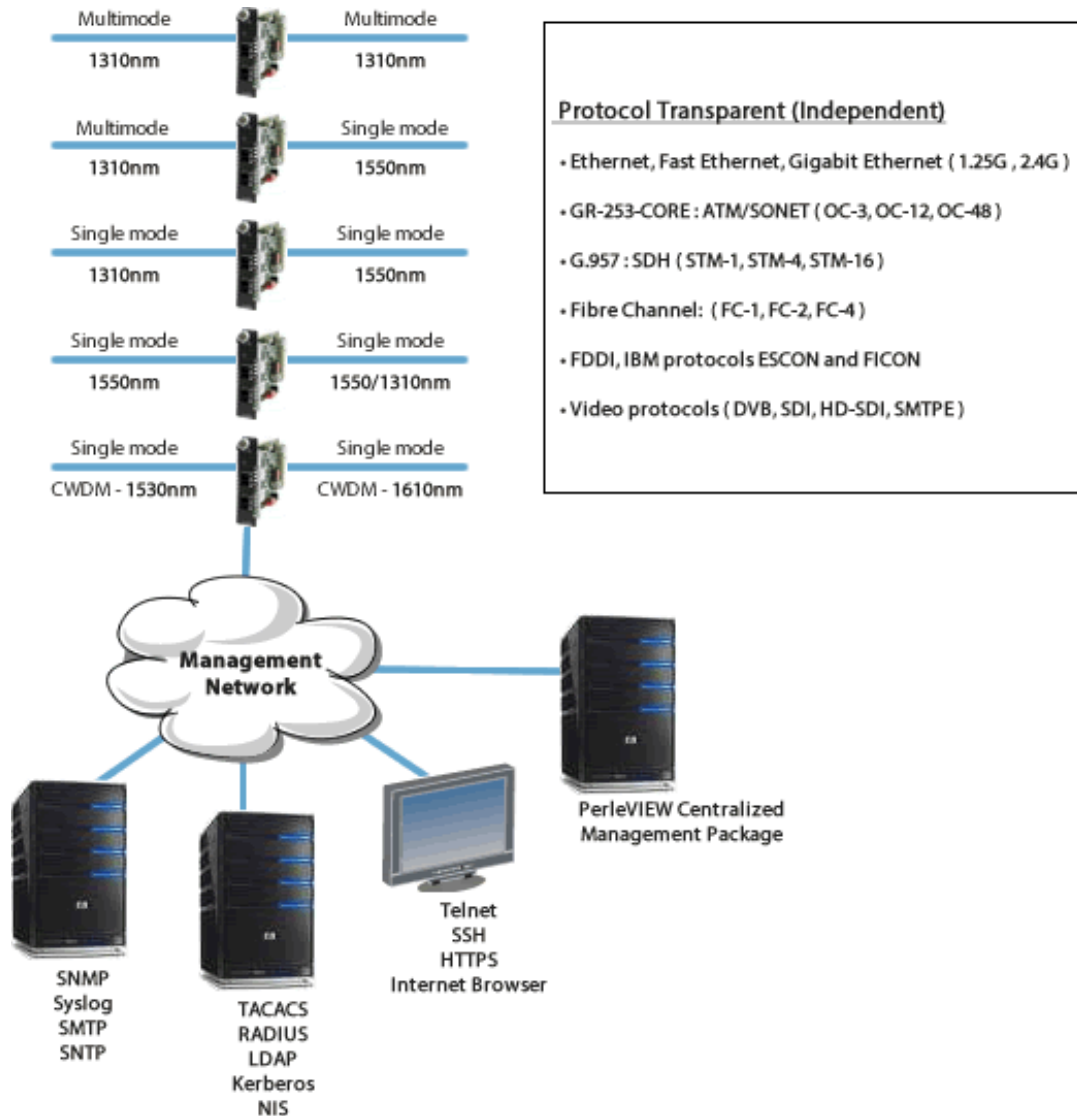 Multimode
1310nm
Multimode
1310nm
Multimode
1310nm
Single mode
1550nm
Single mode
1310nm
Single mode
1550nm
Single mode
1550nm
Single mode
1550/1310nm
Single mode
CWDM - 1530nm
Single mode
CWDM - 1610nm
Protocol Transparent (Independent)
• Ethernet, Fast Ethernet, Gigabit Ethernet ( 1.25G , 2.4G )
• GR-253-CORE : ATM/SONET ( OC-3, OC-12, OC-48 )
• G.957 : SDH ( STM-1, STM-4, STM-16 )
• Fibre Channel: ( FC-1, FC-2, FC-4 )
• FDDI, IBM protocols ESCON and FICON
• Video protocols ( DVB, SDI, HD-SDI, SMTPE )
Management
Network
PerleVIEW Centralized
Management Package
Telnet
SSH
HTTPS
Internet Browser
SNMP
Syslog
SMTP
SNTP
TACACS
RADIUS
LDAP
Kerberos
NIS